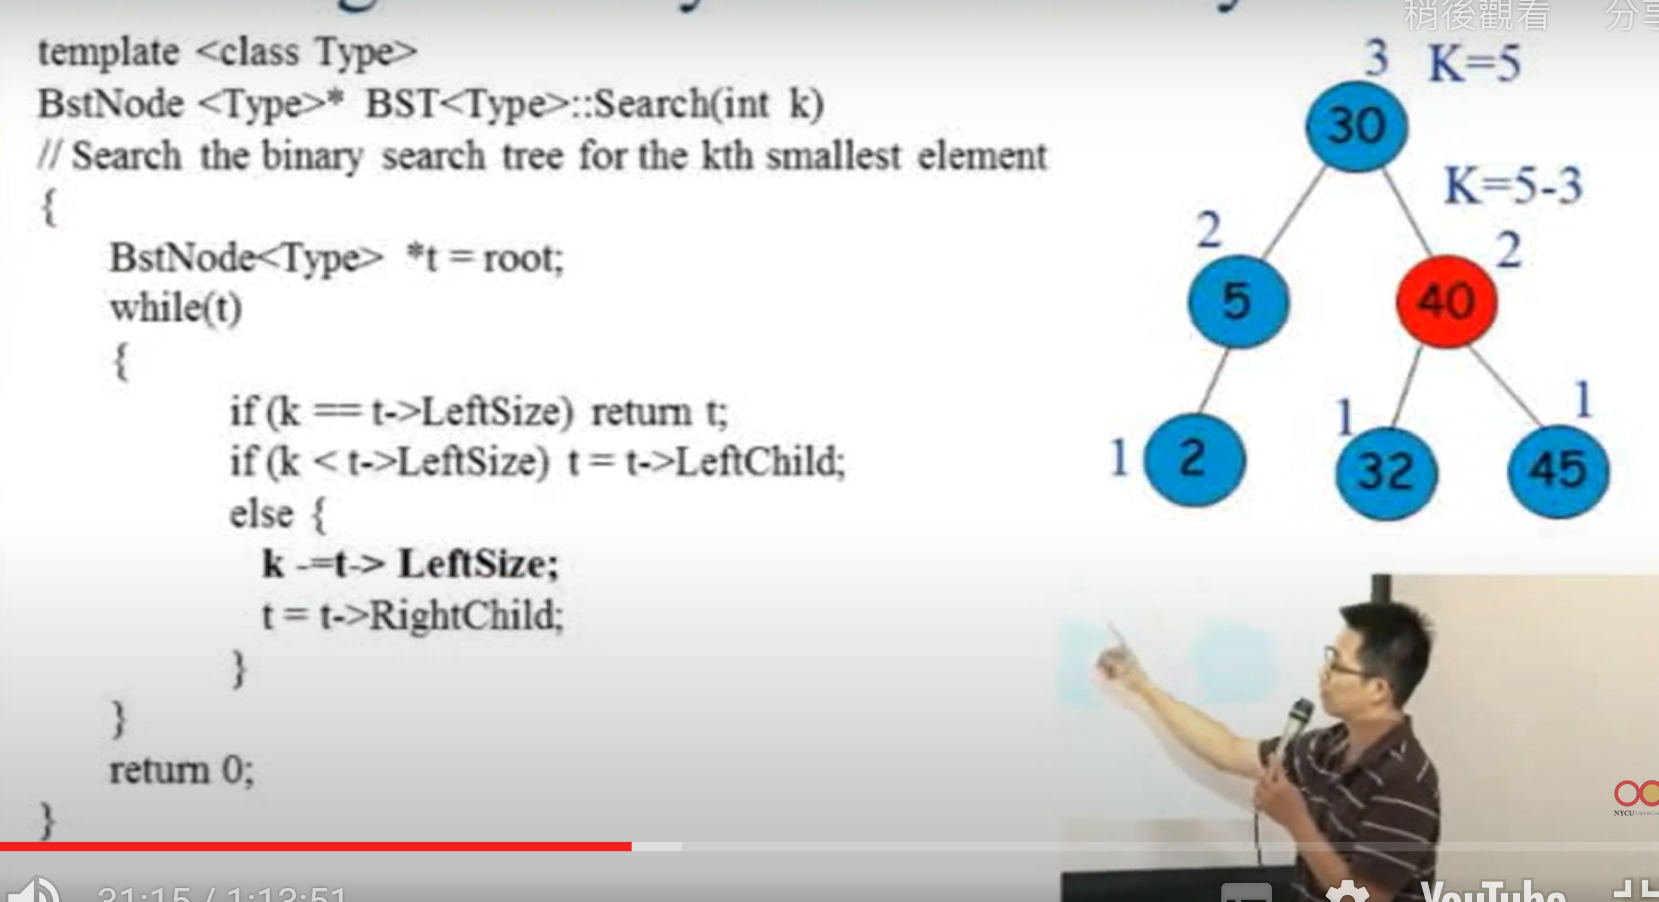 稍後觀看 分享
template <class Type>
BstNode <Type>* BST<Type>::Search(int k)
// Search the binary search tree for the kth smallest element
{
BstNode<Type> *t = root;
while(t)
{
if (k == t->LeftSize) return t;
if (k < t->LeftSize) t = t->LeftChild;
else {
k -=t-> LeftSize;
t = t->RightChild;
}
}
return 0;
}
3 K=5
30
K=5-3
2
2
5
40
1
1
1
2
32
45
NYCU
31:15 / 1:13:51
YouTube